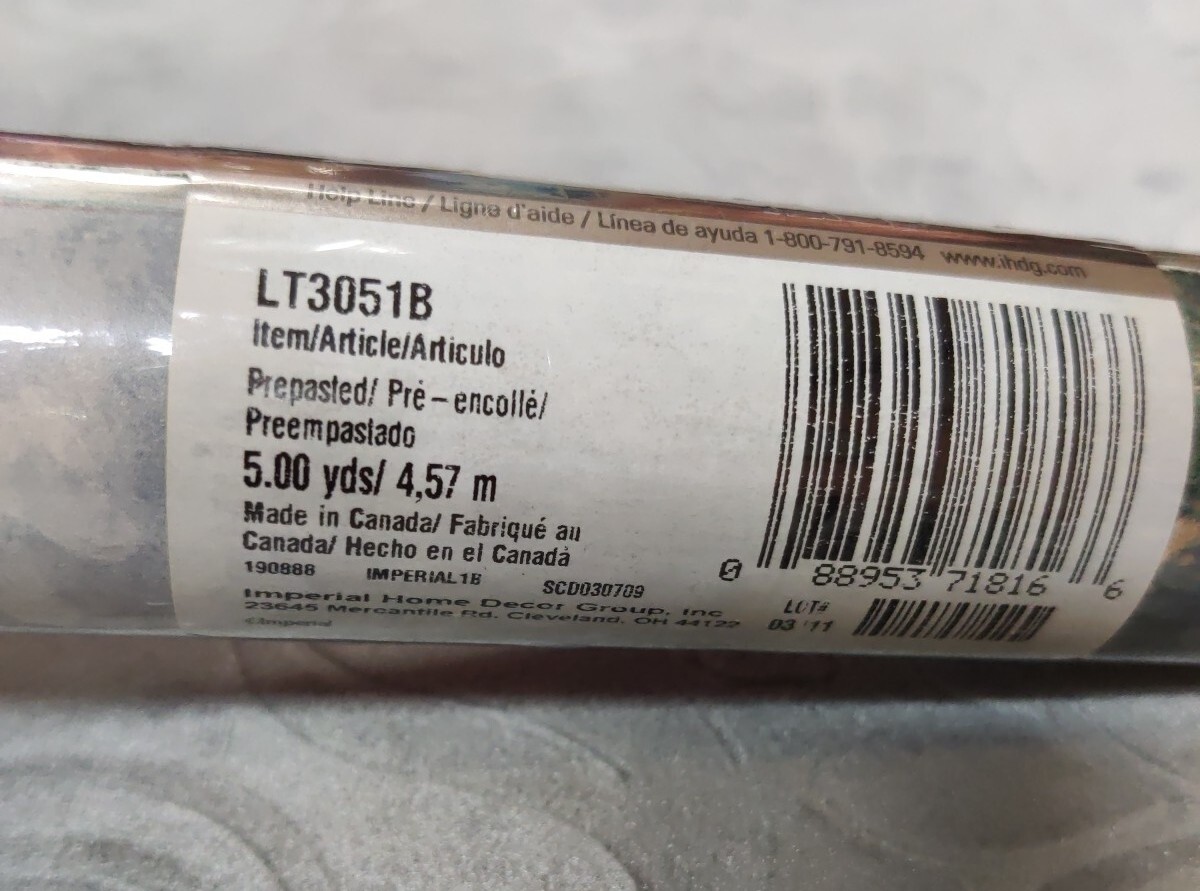 Help Line / Ligne d'aide / Línea de ayuda 1-800-791-8594 www.ihdg.com
LT3051B
Item/Article/Articulo
Prepasted/ Pré-encollé/
Preempastado
5.00 yds/ 4,57 m
Made in Canada/ Fabriqué au
Canada/ Hecho en el Canadá
190888 IMPERIAL1B SCD030709
Imperial Home Decor Group, Inc
23645 Mercantile Rd. Cleveland, OH 44122
©Imperial
0 88953 71816 6
LOT#
03 11